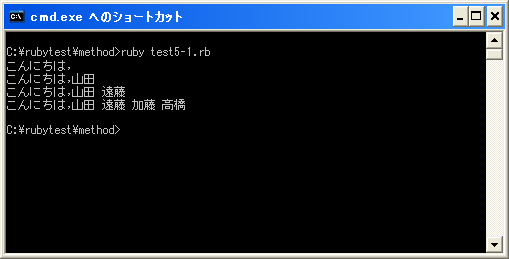 cmd.exe へのショートカット
C:¥rubytest¥method>ruby test5-1.rb
こんにちは,
こんにちは,山田
こんにちは,山田 遠藤
こんにちは,山田 遠藤 加藤 高橋
C:¥rubytest¥method>